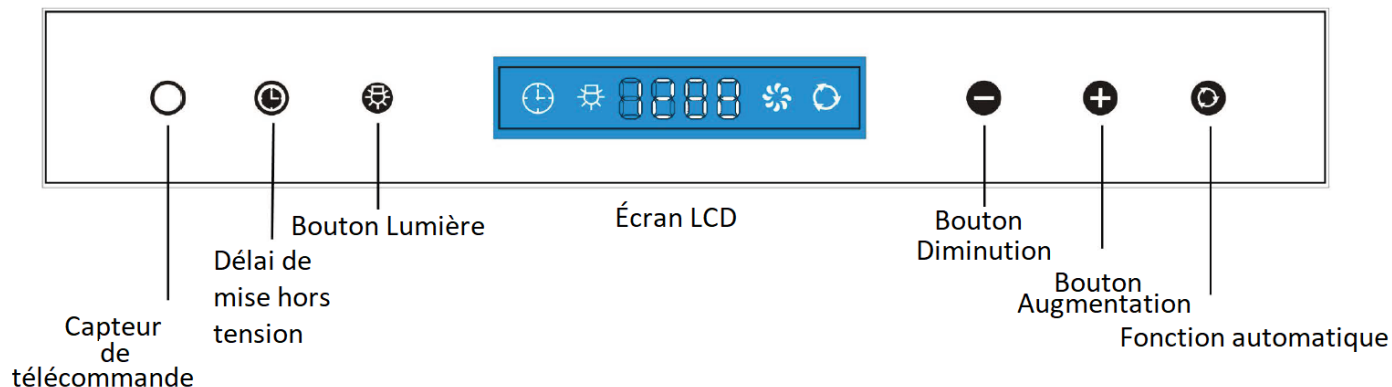 Bouton Lumière
Écran LCD
Bouton
Diminution
Délai de
mise hors
tension
Bouton
Augmentation
Capteur
de
télécommande
Fonction automatique